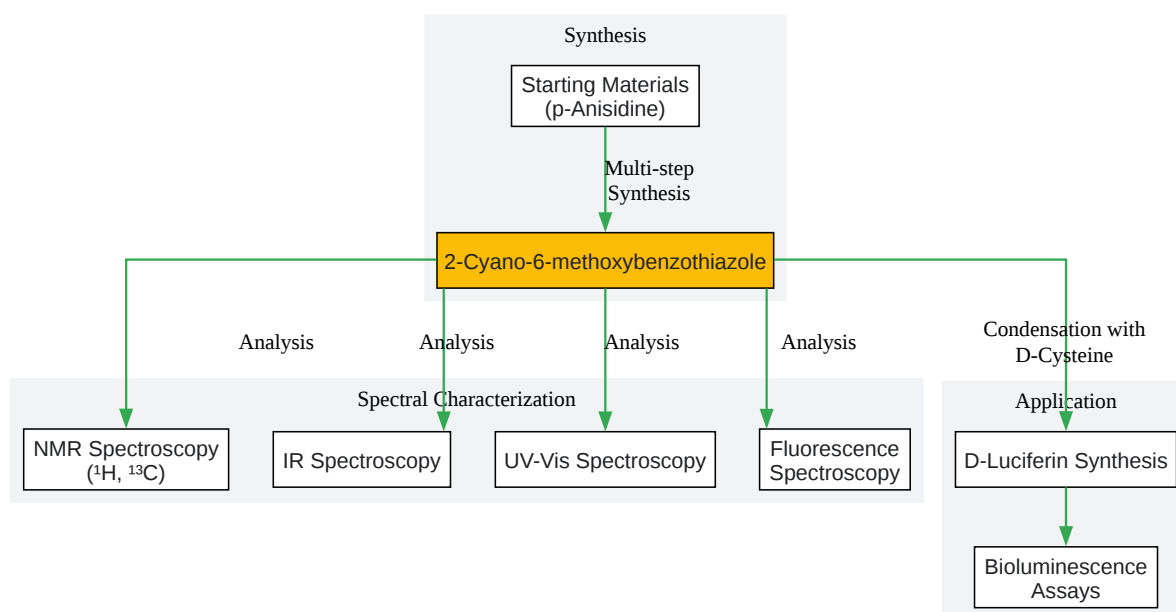 Synthesis
Starting Materials
(p-Anisidine)
Multi-step
Synthesis
2-Cyano-6-methoxybenzothiazole
Analysis
Analysis
Analysis
Analysis
Condensation with
D-Cysteine
Spectral Characterization
Application
NMR Spectroscopy
(¹H, ¹³C)
IR Spectroscopy
UV-Vis Spectroscopy
Fluorescence
Spectroscopy
D-Luciferin Synthesis
Bioluminescence
Assays